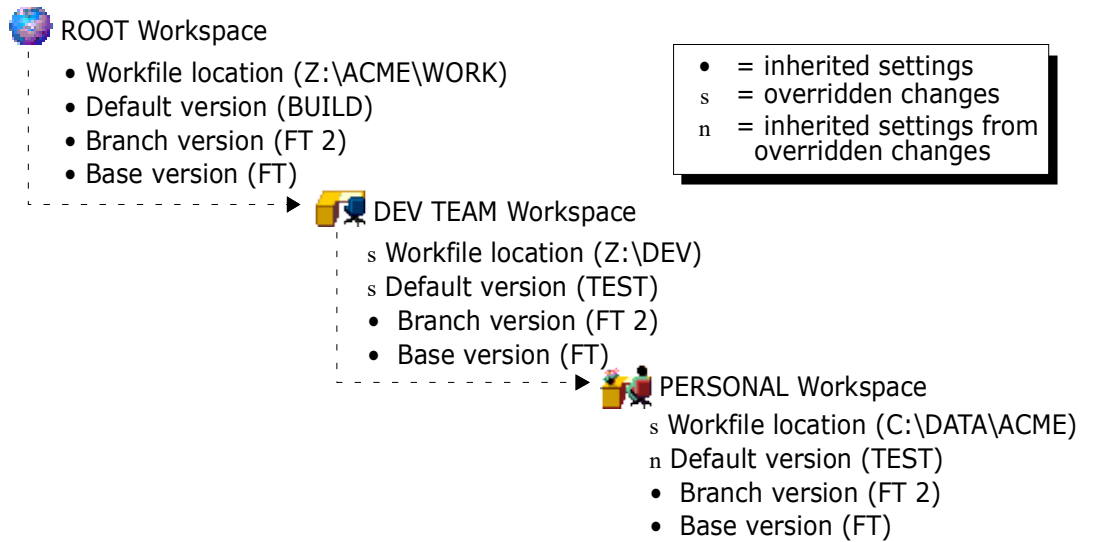 ROOT Workspace
• Workfile location (Z:\ACME\WORK)
• Default version (BUILD)
• Branch version (FT 2)
• Base version (FT)
• = inherited settings
s = overridden changes
n = inherited settings from
overridden changes
DEV TEAM Workspace
s Workfile location (Z:\DEV)
s Default version (TEST)
• Branch version (FT 2)
• Base version (FT)
PERSONAL Workspace
s Workfile location (C:\DATA\ACME)
n Default version (TEST)
• Branch version (FT 2)
• Base version (FT)